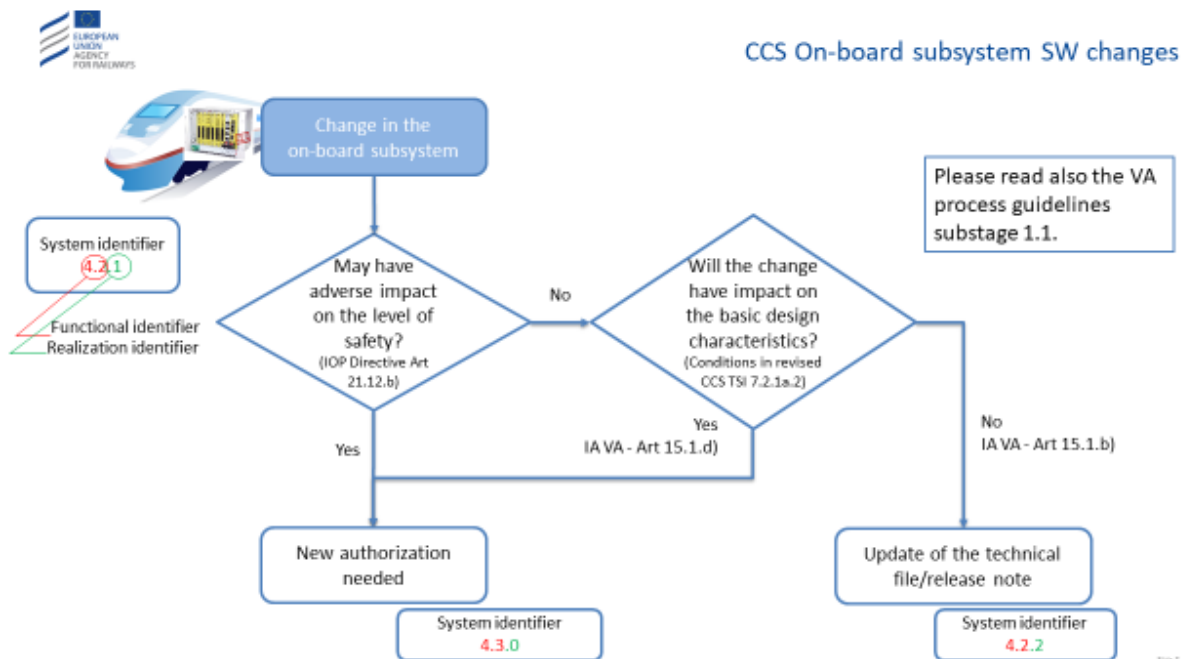 EUROPEAN
UNION
AGENCY
FOR RAILWAYS
CCS On-board subsystem SW changes
Change in the
on-board subsystem
Please read also the VA
process guidelines
substage 1.1.
System identifier
4.2.1
Functional identifier
Realization identifier
May have
adverse impact
on the level of
safety?
(IOP Directive Art
21.12.b)
No
Will the change
have impact on
the basic design
characteristics?
(Conditions in revised
CCS TSI 7.2.1a.2)
Yes
Yes
IA VA - Art 15.1.d)
No
IA VA - Art 15.1.b)
New authorization
needed
Update of the technical
file/release note
System identifier
4.3.0
System identifier
4.2.2